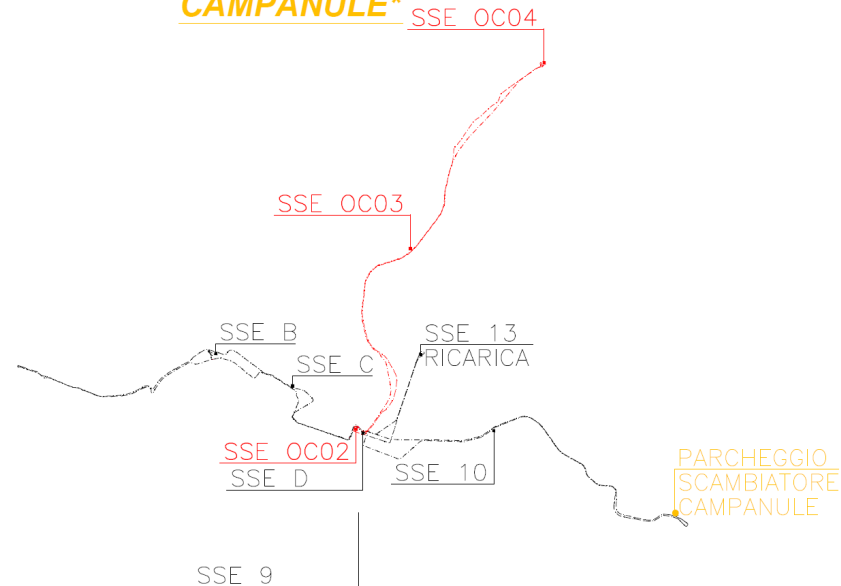 CAMPANULE*
SSE OC04
SSE OC03
SSE B
SSE 13
RICARICA
SSE C
SSE OC02
SSE D
SSE 10
PARCHEGGIO
SCAMBIATORE
CAMPANULE
SSE 9